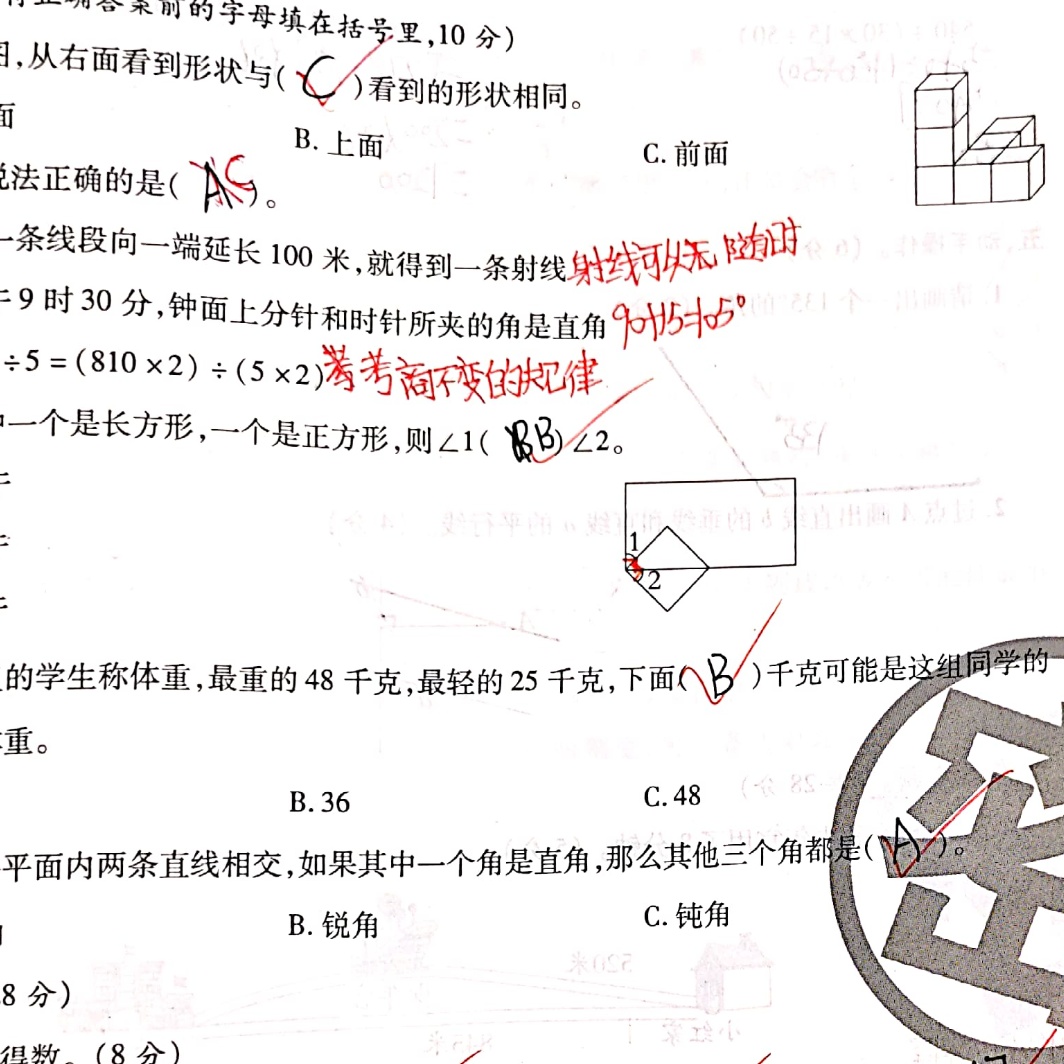 将正确答案前的字母填在括号里,10 分)
图,从右面看到形状与( C )看到的形状相同。
面
B. 上面
C. 前面
说法正确的是( A C )。
一条线段向一端延长 100 米,就得到一条射线 射线可以无
午 9 时 30 分,钟面上分针和时针所夹的角是直角 90+15=105°
÷5 = (810 ×2) ÷ (5 ×2) 考商不变的规律
中一个是长方形,一个是正方形,则∠1( B B )∠2。
1
2
的学生称体重,最重的 48 千克,最轻的 25 千克,下面( B )千克可能是这组同学的
体重。
B. 36
C. 48
平面内两条直线相交,如果其中一个角是直角,那么其他三个角都是( A )。
B. 锐角
C. 钝角
28 分)
得数。(8 分)